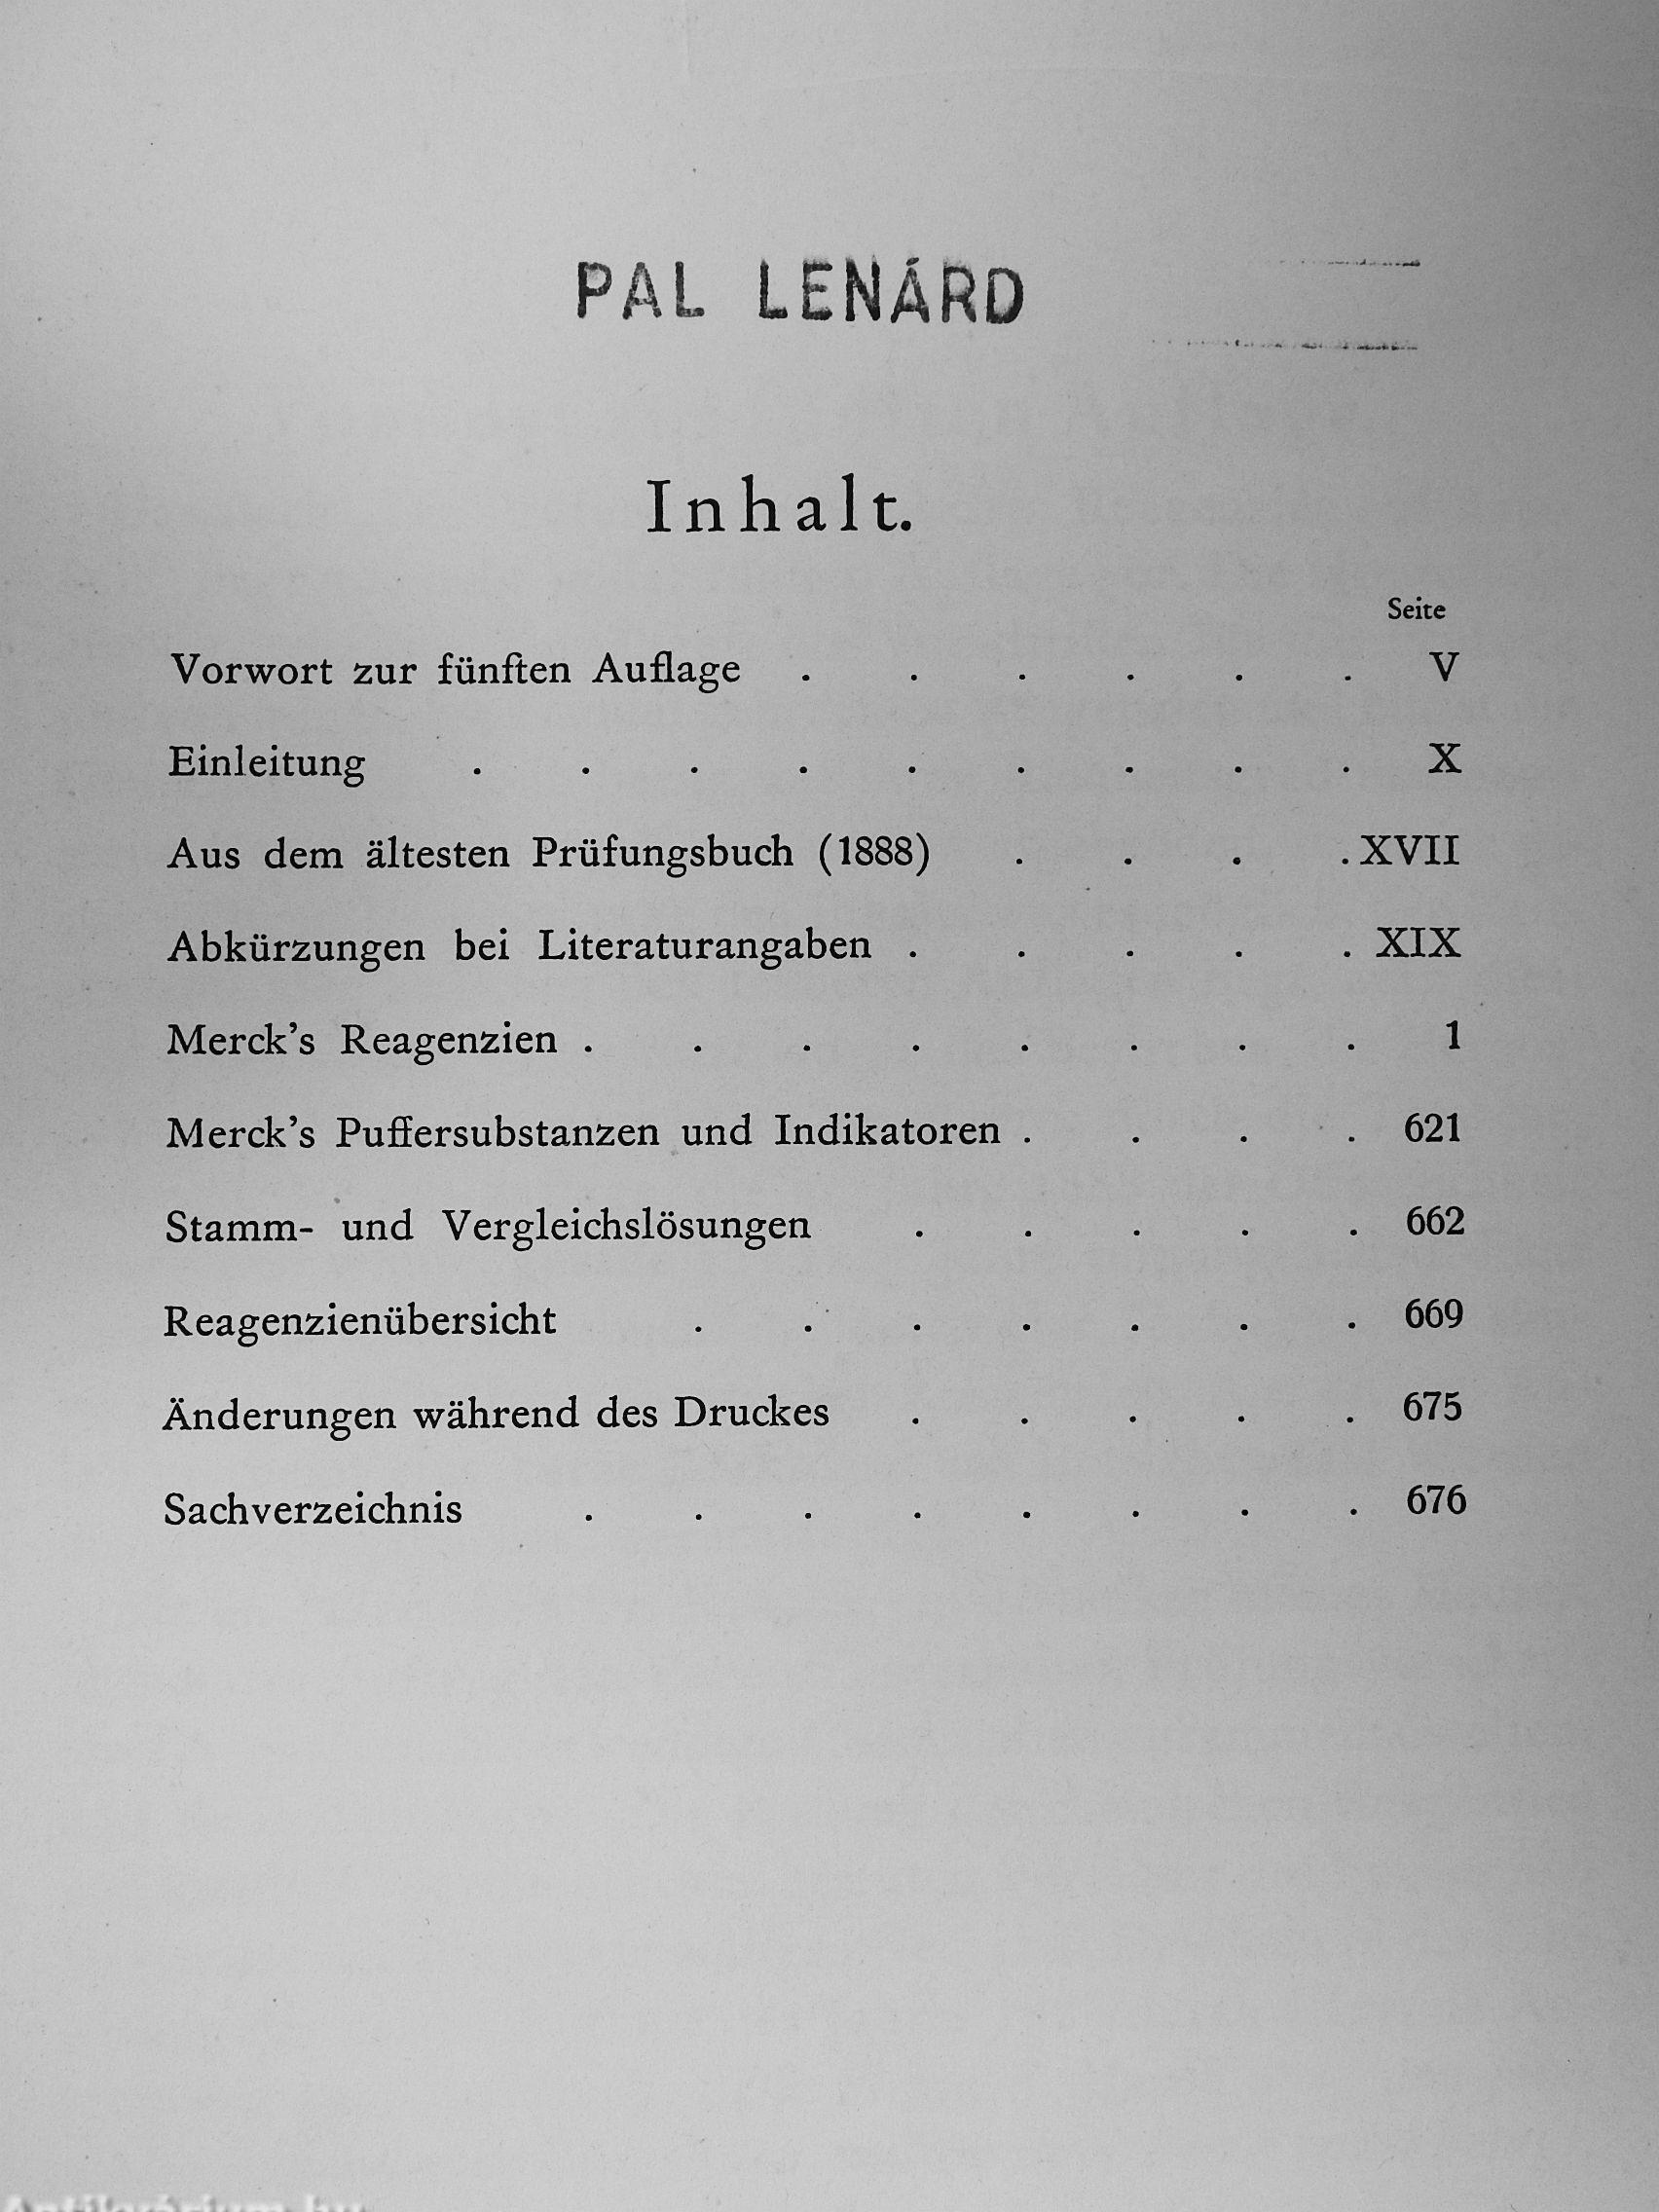 PAL LENÁRD
Inhalt.
Seite
Vorwort zur fünften Auflage . . . . . . V
Einleitung . . . . . . . . . X
Aus dem ältesten Prüfungsbuch (1888) . . . . XVII
Abkürzungen bei Literaturangaben . . . . . XIX
Merck’s Reagenzien . . . . . . . . 1
Merck’s Puffersubstanzen und Indikatoren . . . . 621
Stamm- und Vergleichslösungen . . . . . 662
Reagenzienübersicht . . . . . . . 669
Änderungen während des Druckes . . . . . 675
Sachverzeichnis . . . . . . . . 676